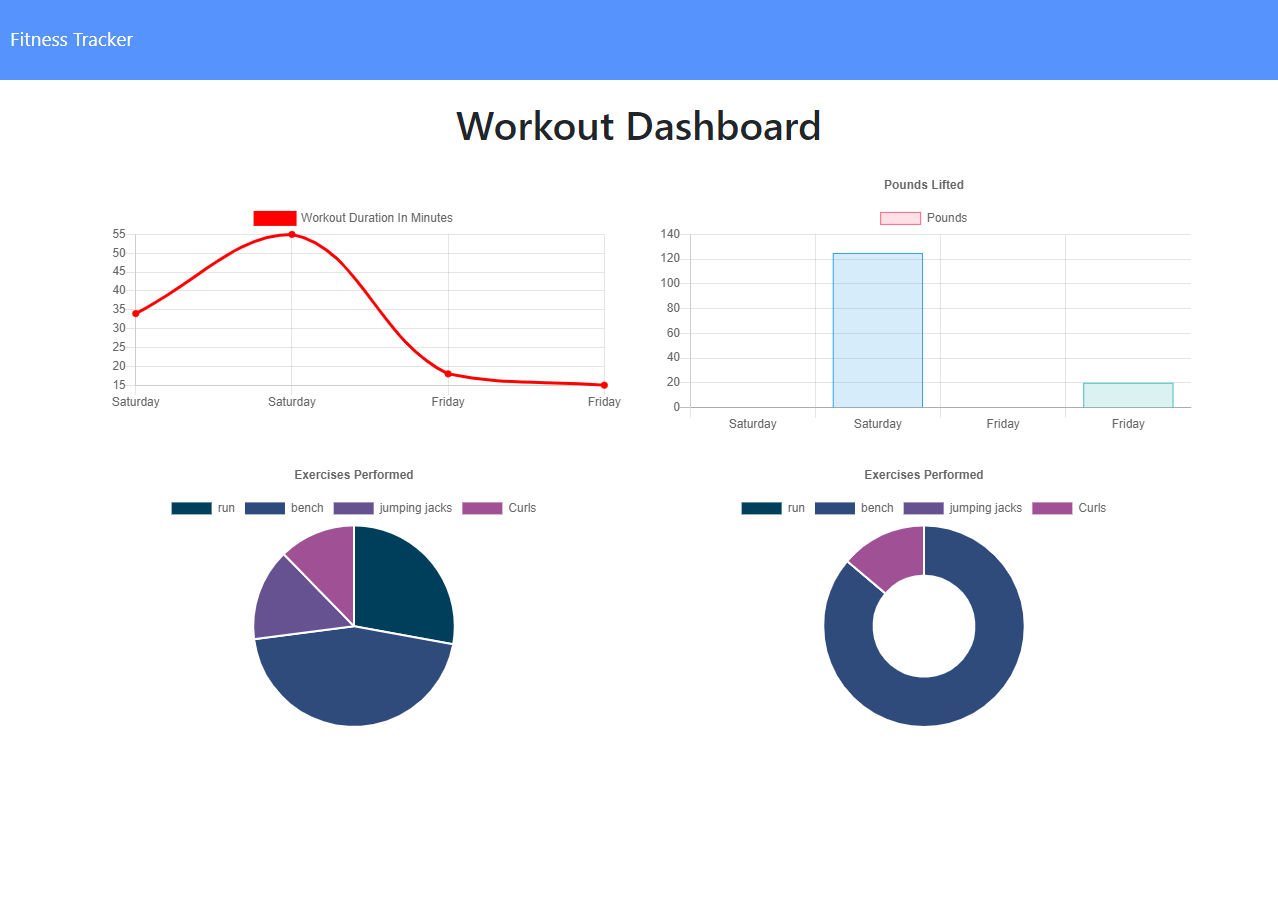 Fitness Tracker
Workout Dashboard
Workout Duration In Minutes
55
50
45
40
35
30
25
20
15
Saturday Saturday Friday Friday
Pounds Lifted
Pounds
140
120
100
80
60
40
20
0
Saturday Saturday Friday Friday
Exercises Performed
run bench jumping jacks Curls
Exercises Performed
run bench jumping jacks Curls